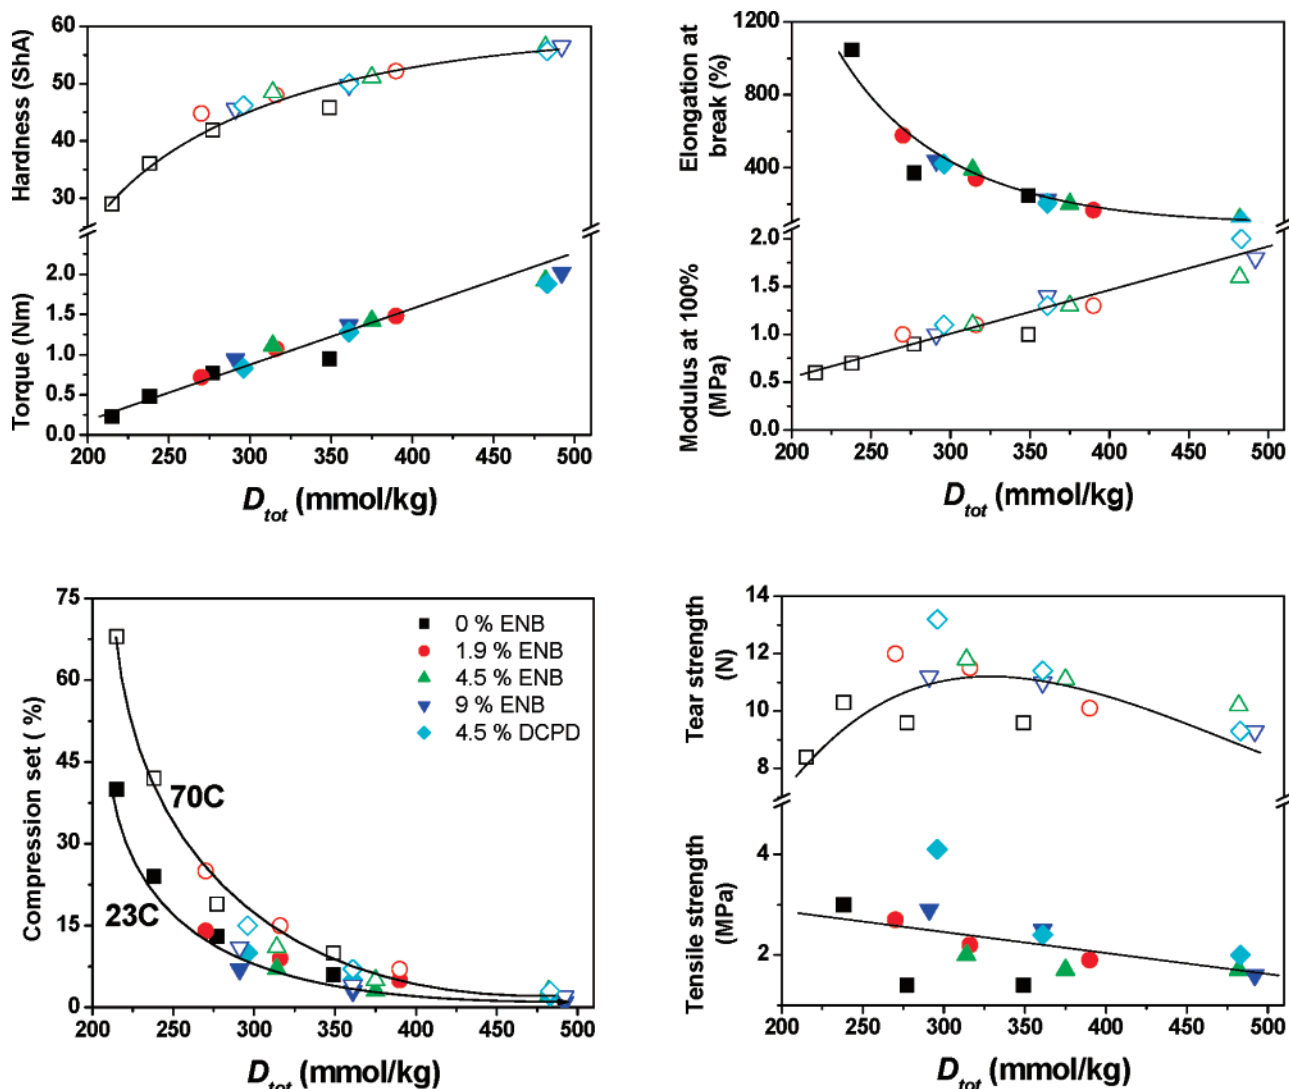 Hardness (ShA)
60
50
40
30
Torque (Nm)
2.0
1.5
1.0
0.5
0.0
200 250 300 350 400 450 500
D_tot (mmol/kg)
Elongation at
break (%)
1200
800
400
Modulus at 100%
(MPa)
2.0
1.5
1.0
0.5
0.0
200 250 300 350 400 450 500
D_tot (mmol/kg)
Compression set ( %)
75
60
45
30
15
0
70C
23C
0 % ENB
1.9 % ENB
4.5 % ENB
9 % ENB
4.5 % DCPD
200 250 300 350 400 450 500
D_tot (mmol/kg)
Tear strength
(N)
14
12
10
8
Tensile strength
(MPa)
4
2
200 250 300 350 400 450 500
D_tot (mmol/kg)